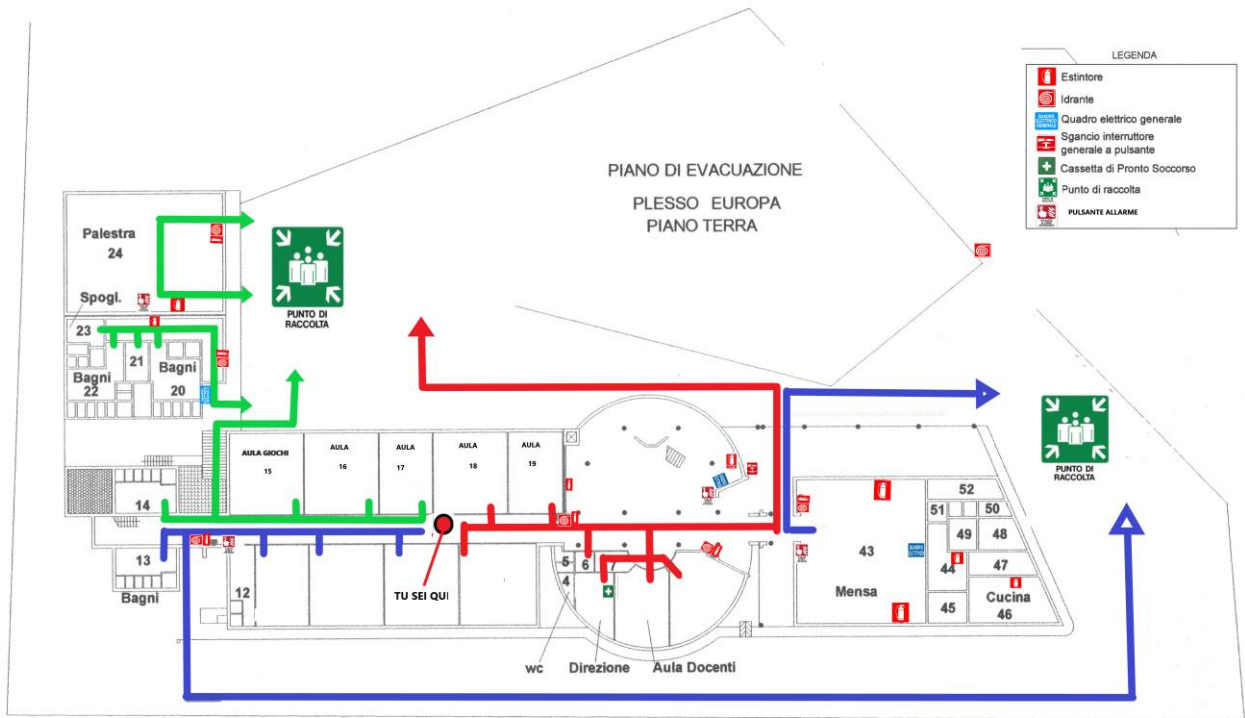 LEGENDA
Estintore
Idrante
QUADRO ELETTRICO GENERALE
Quadro elettrico generale
Sgancio interruttore
generale a pulsante
Cassetta di Pronto Soccorso
Punto di raccolta
PULSANTE ALLARME
PIANO DI EVACUAZIONE
PLESSO EUROPA
PIANO TERRA
Palestra
24
PUNTO DI
RACCOLTA
Spogl.
23
21
Bagni
22
Bagni
20
AULA GIOCHI
15
AULA
16
AULA
17
AULA
18
AULA
19
14
13
Bagni
12
TU SEI QUI
5
6
4
wc
Direzione
Aula Docenti
43
Mensa
52
51
50
49
48
44
47
45
Cucina
46
PUNTO DI
RACCOLTA